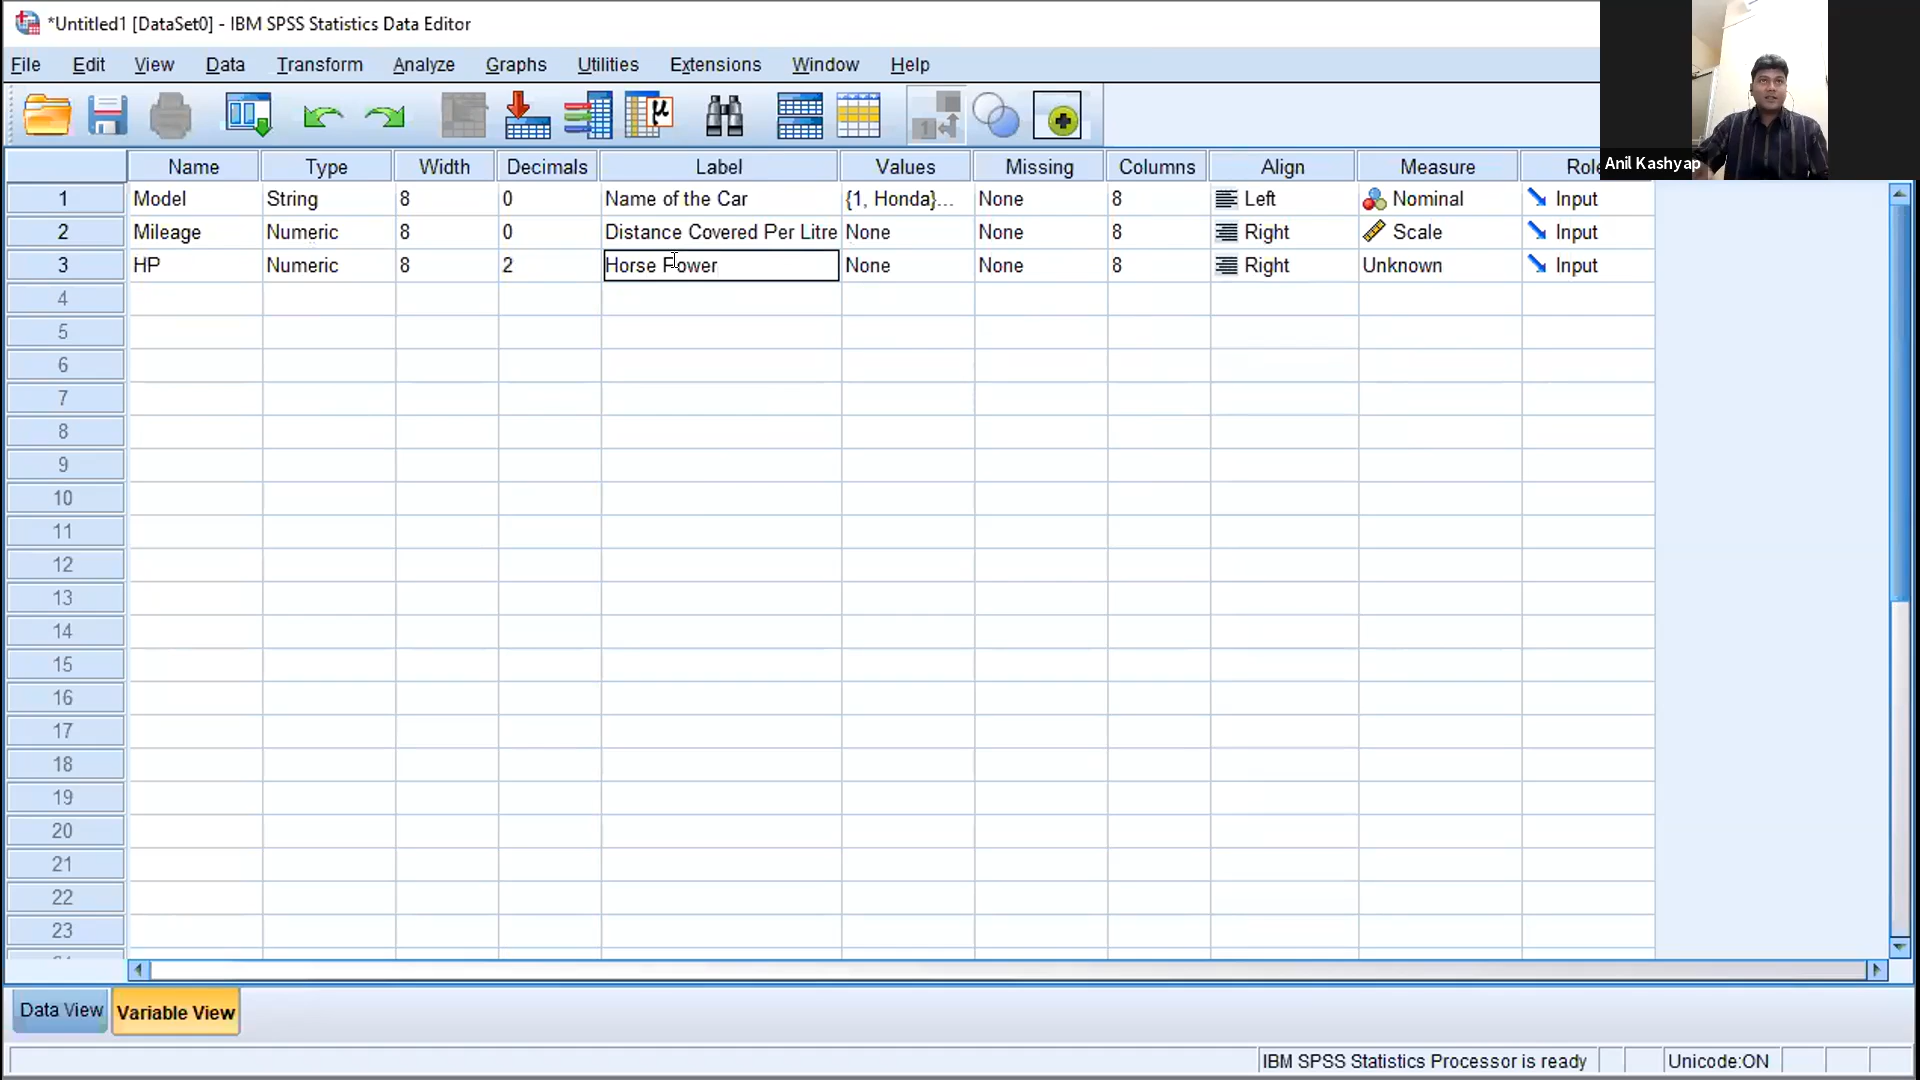 *Untitled1 [DataSet0] - IBM SPSS Statistics Data Editor
File Edit View Data Transform Analyze Graphs Utilities Extensions Window Help
Anil Kashyap
Name Type Width Decimals Label Values Missing Columns Align Measure Role
1 Model String 8 0 Name of the Car {1, Honda}... None 8 Left Nominal Input
2 Mileage Numeric 8 0 Distance Covered Per Litre None None 8 Right Scale Input
3 HP Numeric 8 2 Horse Power None None 8 Right Unknown Input
4
5
6
7
8
9
10
11
12
13
14
15
16
17
18
19
20
21
22
23
Data View Variable View
IBM SPSS Statistics Processor is ready Unicode:ON